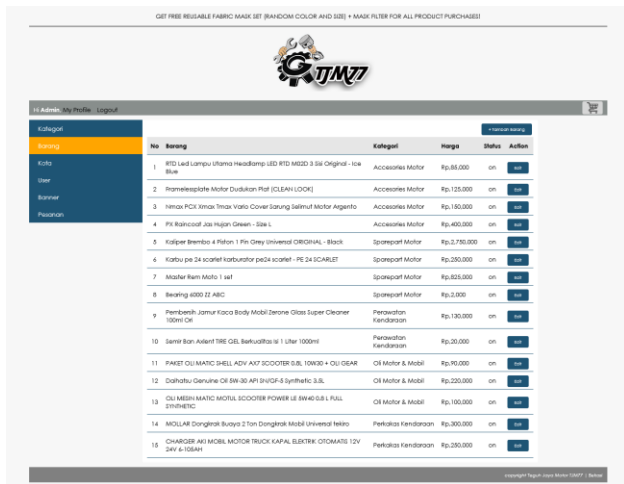 GET FREE REUSABLE FABRIC MASK SET (RANDOM COLOR AND SIZE) + MASK FILTER FOR ALL PRODUCT PURCHASES!
TJM77
Hi Admin My Profile Logout
Kategori
+ Tambah Barang
Barang
Kota
User
Banner
Pesanan
No Barang Kategori Harga Status Action
1 RTD Led Lampu Utama Headlamp LED RTD M02D 3 Sisi Original - Ice
Blue Accesories Motor Rp.85,000 on Edit
2 Framelessplate Motor Dudukan Plat (CLEAN LOOK) Accesories Motor Rp.125,000 on Edit
3 Nmax PCX Xmax Tmax Vario Cover Sarung Selimut Motor Argento Accesories Motor Rp.150,000 on Edit
4 PX Raincoat Jas Hujan Green - Size L Accesories Motor Rp.400,000 on Edit
5 Kaliper Brembo 4 Piston 1 Pin Grey Universal ORIGINAL - Black Sparepart Motor Rp.2,750,000 on Edit
6 Karbu pe 24 scarlet karburator pe24 scarlet - PE 24 SCARLET Sparepart Motor Rp.250,000 on Edit
7 Master Rem Moto 1 set Sparepart Motor Rp.825,000 on Edit
8 Bearing 6000 ZZ ABC Sparepart Motor Rp.2,000 on Edit
9 Pembersih Jamur Kaca Body Mobil Zerone Glass Super Cleaner
100ml Ori Perawatan
Kendaraan Rp.130,000 on Edit
10 Semir Ban Axlent TIRE GEL Berkualitas Isi 1 Liter 1000ml Perawatan
Kendaraan Rp.20,000 on Edit
11 PAKET OLI MATIC SHELL ADV AX7 SCOOTER 0.8L 10W30 + OLI GEAR Oli Motor & Mobil Rp.90,000 on Edit
12 Daihatsu Genuine Oli 5W-30 API SN/GF-5 Synthetic 3.5L Oli Motor & Mobil Rp.220,000 on Edit
13 OLI MESIN MATIC MOTUL SCOOTER POWER LE 5W40 0.8 L FULL
SYNTHETIC Oli Motor & Mobil Rp.100,000 on Edit
14 MOLLAR Dongkrak Buaya 2 Ton Dongkrak Mobil Universal tekiro Perkakas Kendaraan Rp.300,000 on Edit
15 CHARGER AKI MOBIL MOTOR TRUCK KAPAL ELEKTRIK OTOMATIS 12V
24V 6-105AH Perkakas Kendaraan Rp.250,000 on Edit
copyright Teguh Jaya Motor TJM77 |